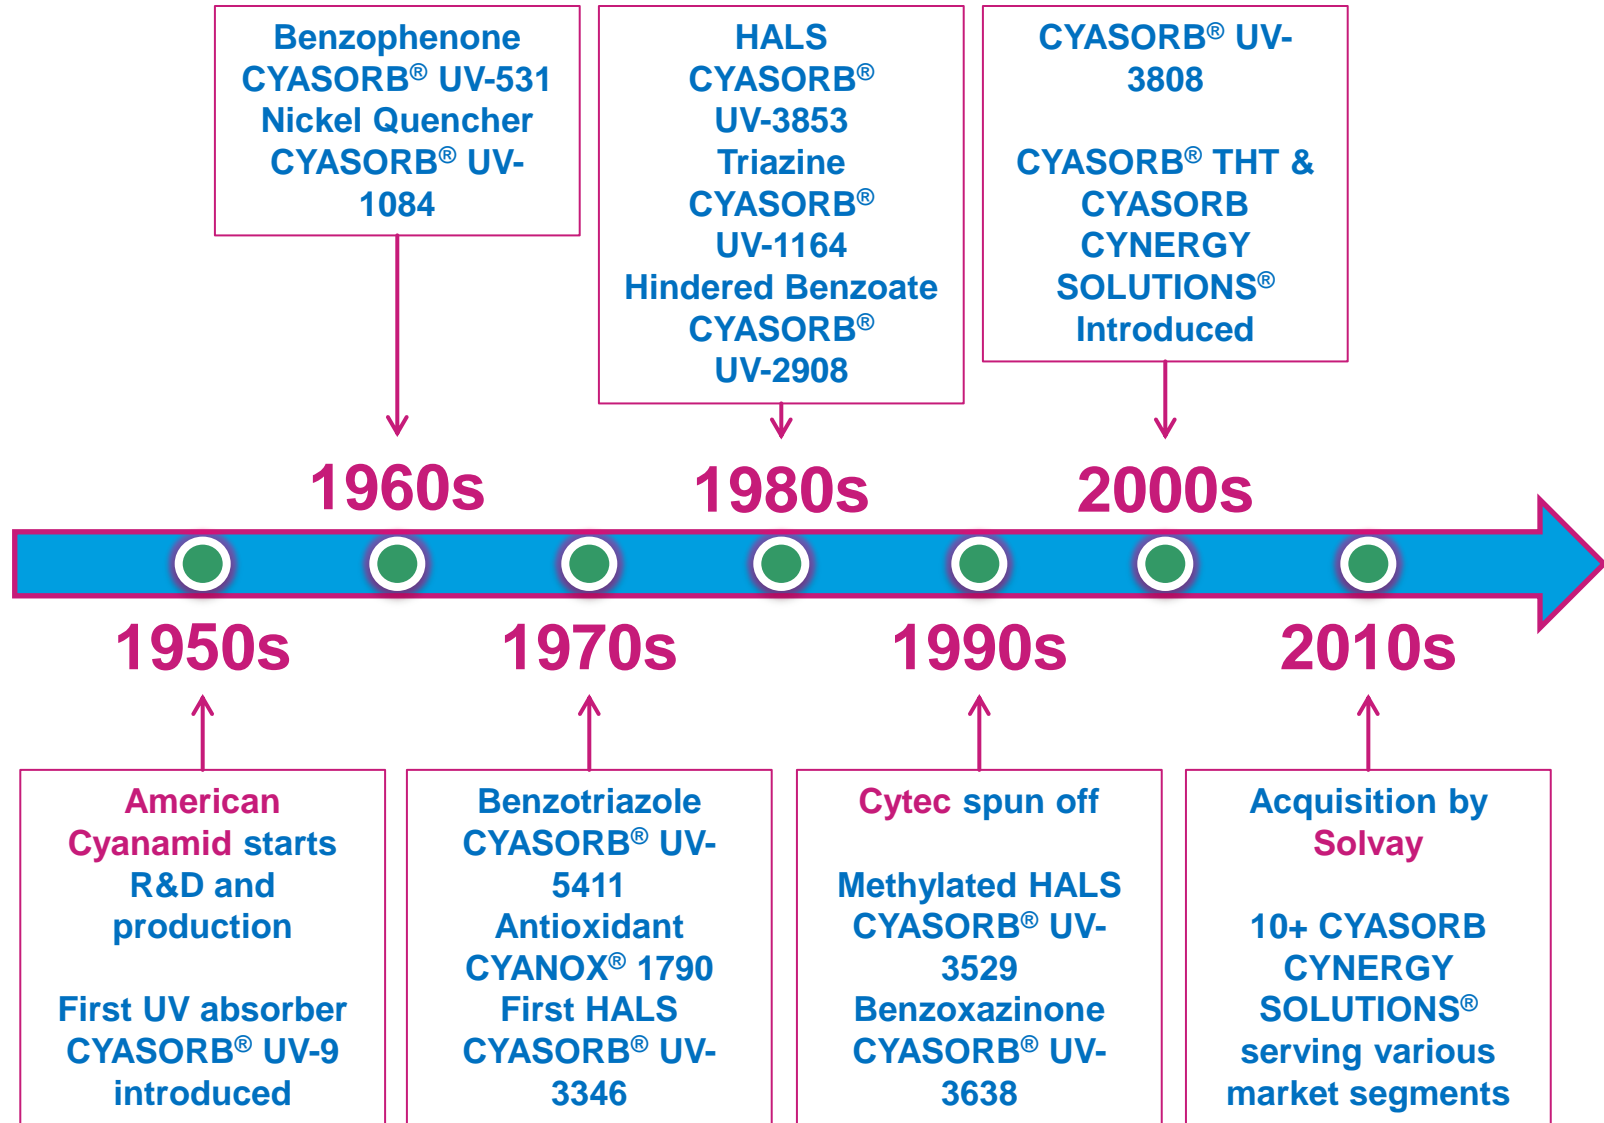 Benzophenone
CYASORB® UV-531
Nickel Quencher
CYASORB® UV-
1084
HALS
CYASORB®
UV-3853
Triazine
CYASORB®
UV-1164
Hindered Benzoate
CYASORB®
UV-2908
CYASORB® UV-
3808
CYASORB® THT &
CYASORB
CYNERGY
SOLUTIONS®
Introduced
1960s
1980s
2000s
1950s
1970s
1990s
2010s
American
Cyanamid starts
R&D and
production
First UV absorber
CYASORB® UV-9
introduced
Benzotriazole
CYASORB® UV-
5411
Antioxidant
CYANOX® 1790
First HALS
CYASORB® UV-
3346
Cytec spun off
Methylated HALS
CYASORB® UV-
3529
Benzoxazinone
CYASORB® UV-
3638
Acquisition by
Solvay
10+ CYASORB
CYNERGY
SOLUTIONS®
serving various
market segments